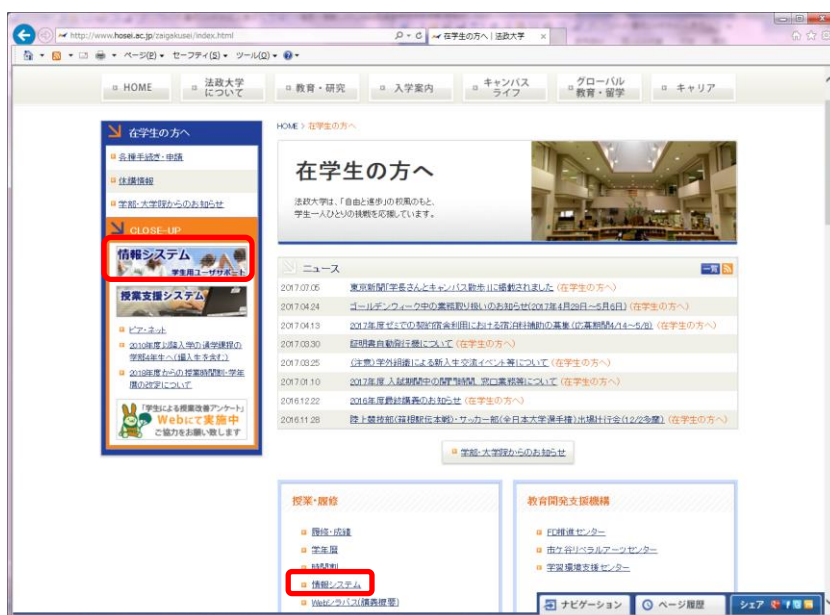 http://www.hosei.ac.jp/zaigakusei/index.html
在学生の方へ | 法政大学
ページ(P)
セーフティ(S)
ツール(O)
HOME
法政大学
について
教育・研究
入学案内
キャンパス
ライフ
グローバル
教育・留学
キャリア
在学生の方へ
各種手続き・申請
休講情報
学部・大学院からのお知らせ
CLOSE-UP
情報システム
学生用ユーザサポート
授業支援システム
ピア・ネット
2010年度以降入学の通学課程の
学部4年生へ(編入生を含む)
2019年度からの授業時間割・学年
暦の改定について
「学生による授業改善アンケート」
Webにて実施中
ご協力をお願い致します
HOME > 在学生の方へ
在学生の方へ
法政大学は、「自由と進歩」の校風のもと、
学生一人ひとりの挑戦を応援しています。
ニュース
一覧
2017.07.05 東京新聞「学長さんとキャンパス散歩」に掲載されました (在学生の方へ)
2017.04.24 ゴールデンウィーク中の業務取り扱いのお知らせ(2017年4月29日~5月6日) (在学生の方へ)
2017.04.13 2017年度ゼミでの契約宿舎利用における宿泊料補助の募集(応募期間4/14~5/8) (在学生の方へ)
2017.03.30 証明書自動発行機について (在学生の方へ)
2017.03.25 (注意)学外組織による新入生交流イベント等について (在学生の方へ)
2017.01.10 2017年度 入試期間中の開門時間、窓口業務等について (在学生の方へ)
2016.12.22 2016年度最終講義のお知らせ (在学生の方へ)
2016.11.28 陸上競技部(箱根駅伝本戦)・サッカー部(全日本大学選手権)出場壮行会(12/2多摩) (在学生の方へ)
学部・大学院からのお知らせ
授業・履修
履修・成績
学年暦
時間割
情報システム
Webシラバス(講義概要)
教育開発支援機構
FD推進センター
市ケ谷リベラルアーツセンター
学習環境支援センター
ナビゲーション
ページ履歴
シェア